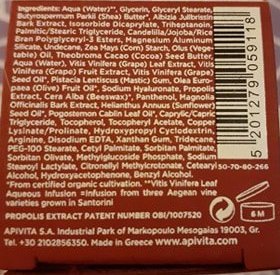 Ingredients: Aqua (Water)**, Glycerin, Glyceryl Stearate,
Butyrospermum Parkii (Shea) Butter*, Albizia Julibrissin
Bark Extract, Isosorbide Dicaprylate, Triheptanoin,
Palmitic/Stearic Triglyceride, Candelilla/Jojoba/Rice
Bran Polyglyceryl-3 Esters, Magnesium Aluminum
Silicate, Undecane, Zea Mays (Corn) Starch, Olus (Vege-
table) Oil, Theobroma Cacao (Cocoa) Seed Butter,
Aqua (Water), Vitis Vinifera (Grape) Leaf Extract, Vitis
Vinifera (Grape) Fruit Extract, Vitis Vinifera (Grape)
Seed Oil*, Pistacia Lentiscus (Mastic) Gum, Olea Euro-
paea (Olive) Fruit Oil*, Sodium Hyaluronate, Propolis
Extract, Cera Alba (Beeswax)*, Panthenol, Magnolia
Officinalis Bark Extract, Helianthus Annuus (Sunflower)
Seed Oil*, Pogostemon Cablin Leaf Oil*, Caprylic/Capric
Triglyceride, Tocopherol, Tocopheryl Acetate, Copper
Lysinate/Prolinate, Hydroxypropyl Cyclodextrin,
Arginine, Disodium EDTA, Xanthan Gum, Tridecane,
PEG-100 Stearate, Cetyl Palmitate, Sorbitan Palmitate,
Sorbitan Olivate, Methylglucoside Phosphate, Sodium
Stearoyl Lactylate, Citronellyl Methylcrotonate, Cetearyl
Alcohol, Hydroxyacetophenone, Benzyl Alcohol.
50-70-80-266
*From certified organic cultivation. **Vitis Vinifera Leaf
Aqueous Infusion =Infusion from three Aegean vine
varieties grown in Santorini
PROPOLIS EXTRACT PATENT NUMBER OBI/1007520
APIVITA S.A. Industrial Park of Markopoulo Mesogaias 19003, Gr.
Tel. +30 2102856350. Made in Greece www.apivita.com
6 M
5 201279 059118